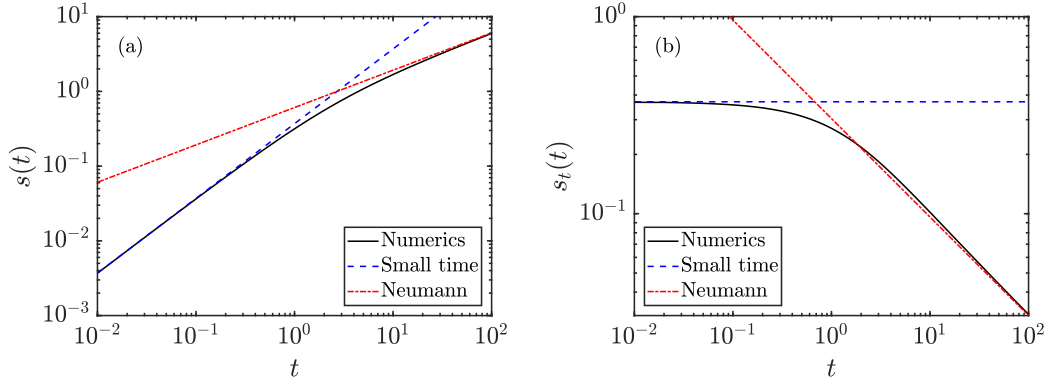 (a)
10^1
10^0
10^{-1}
10^{-2}
10^{-3}
s(t)
Numerics
Small time
Neumann
10^{-2} 10^{-1} 10^0 10^1 10^2
t
(b)
10^0
10^{-1}
s_t(t)
Numerics
Small time
Neumann
10^{-2} 10^{-1} 10^0 10^1 10^2
t